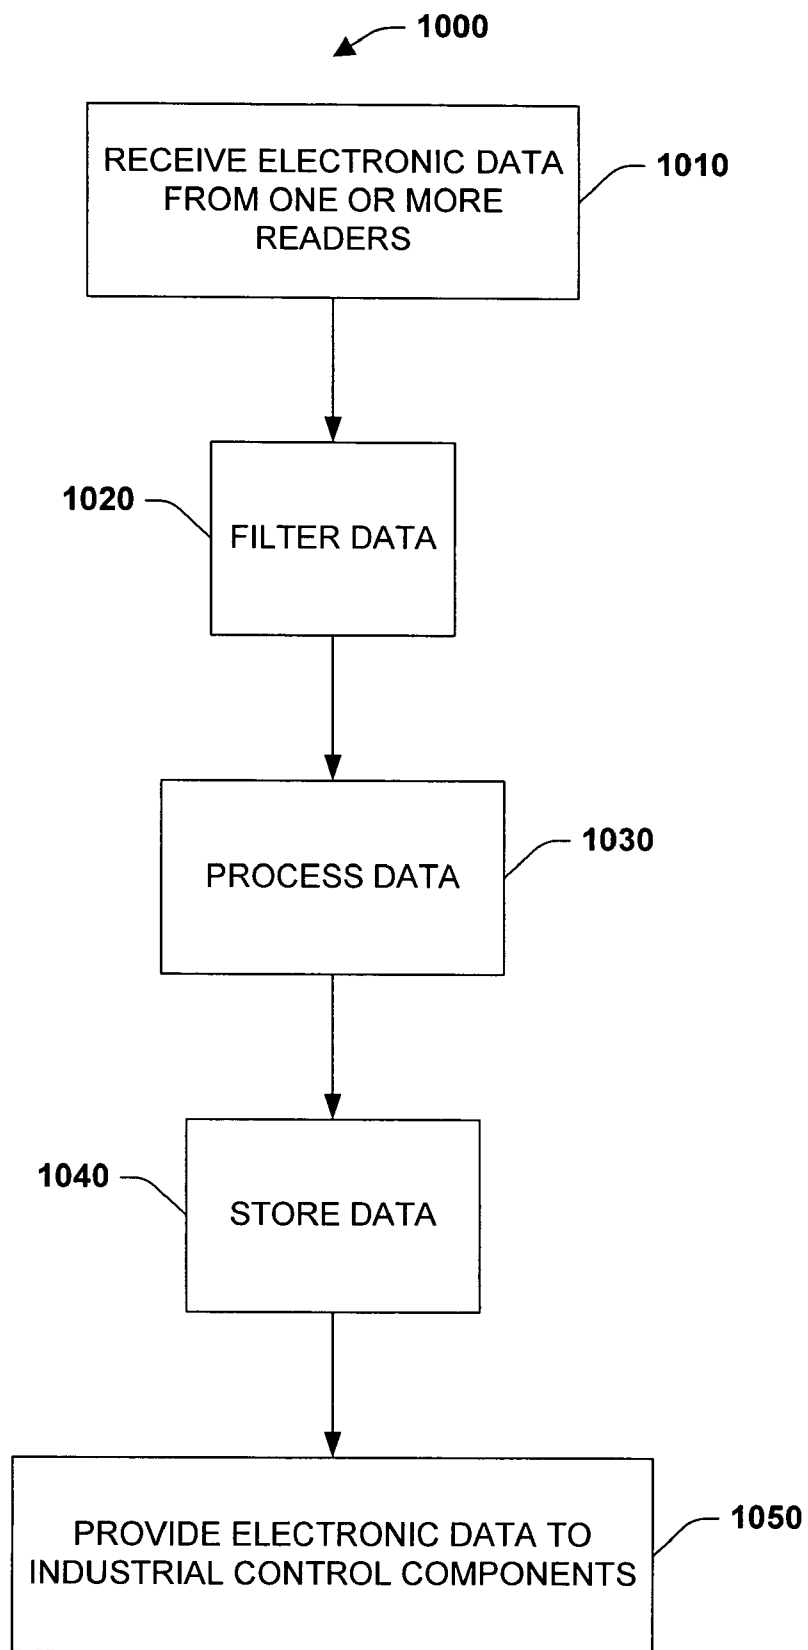 1000
RECEIVE ELECTRONIC DATA
FROM ONE OR MORE
READERS
1010
1020
FILTER DATA
1030
PROCESS DATA
1040
STORE DATA
1050
PROVIDE ELECTRONIC DATA TO
INDUSTRIAL CONTROL COMPONENTS